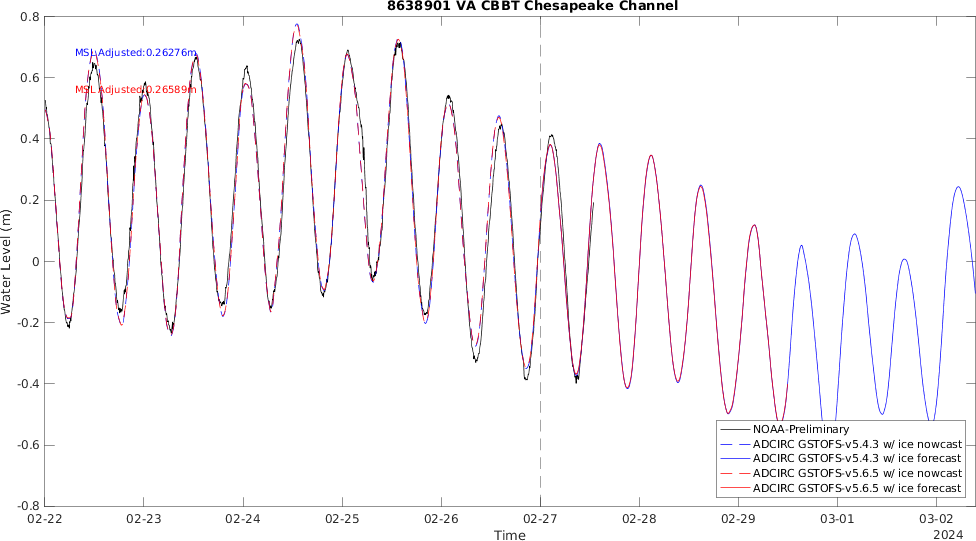 8638901 VA CBBT Chesapeake Channel
0.8
0.6
0.4
0.2
0
-0.2
-0.4
-0.6
-0.8
Water Level (m)
MSL Adjusted:0.26276m
MSL Adjusted:0.26589m
NOAA-Preliminary
ADCIRC GSTOFS-v5.4.3 w/ ice nowcast
ADCIRC GSTOFS-v5.4.3 w/ ice forecast
ADCIRC GSTOFS-v5.6.5 w/ ice nowcast
ADCIRC GSTOFS-v5.6.5 w/ ice forecast
02-22 02-23 02-24 02-25 02-26 02-27 02-28 02-29 03-01 03-02
Time
2024